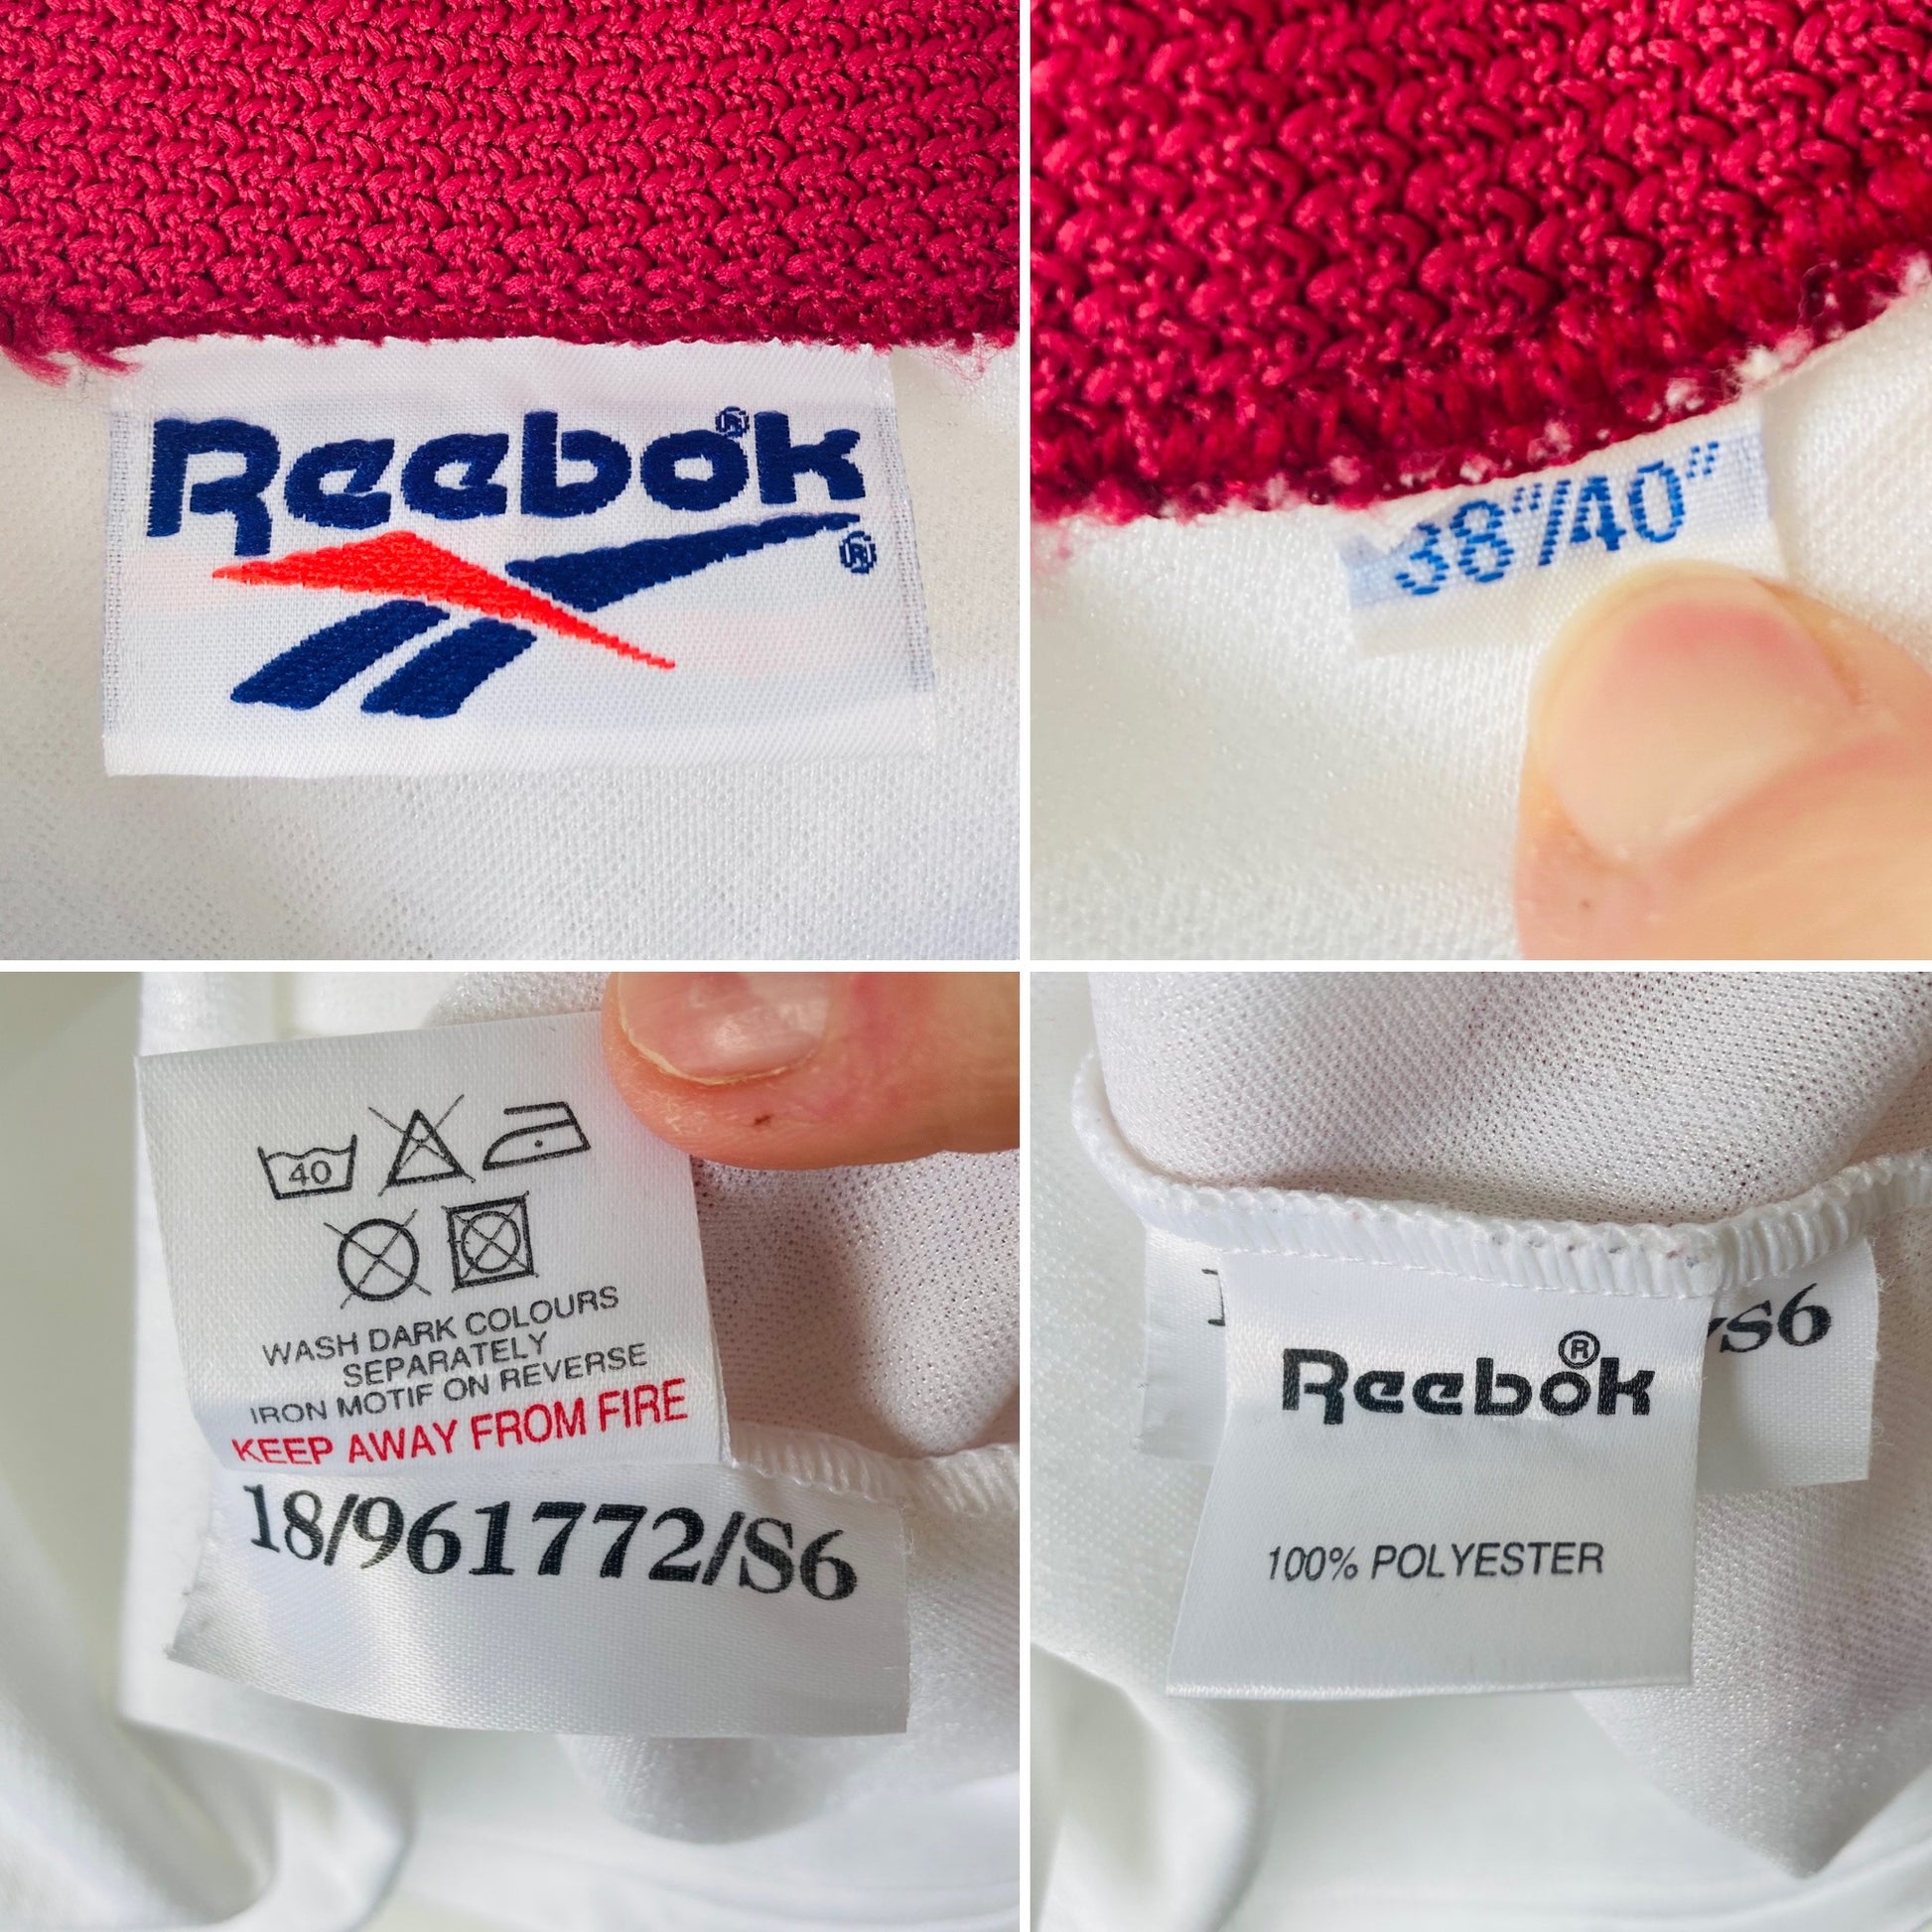 Reebok®
®
38"/40"
40
WASH DARK COLOURS
SEPARATELY
IRON MOTIF ON REVERSE
KEEP AWAY FROM FIRE
18/961772/S6
/S6
Reebok®
100% POLYESTER